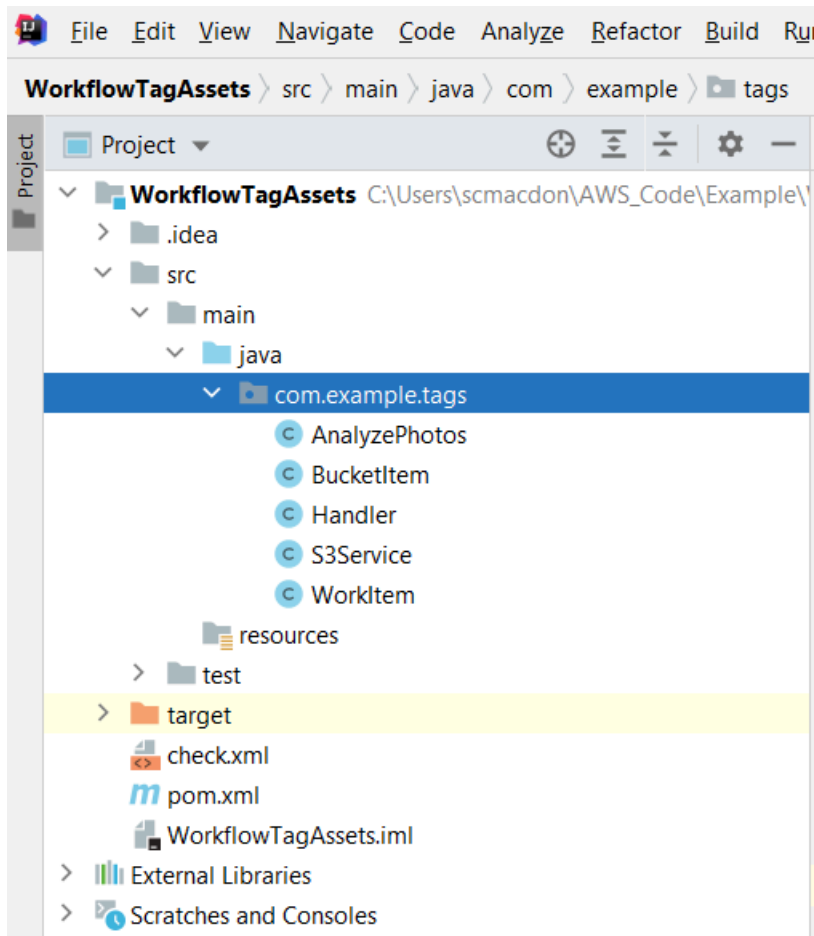 File Edit View Navigate Code Analyze Refactor Build Ru
WorkflowTagAssets src main java com example tags
Project
Project
WorkflowTagAssets C:\Users\scmacdon\AWS_Code\Example\
.idea
src
main
java
com.example.tags
AnalyzePhotos
BucketItem
Handler
S3Service
WorkItem
resources
test
target
check.xml
pom.xml
WorkflowTagAssets.iml
External Libraries
Scratches and Consoles